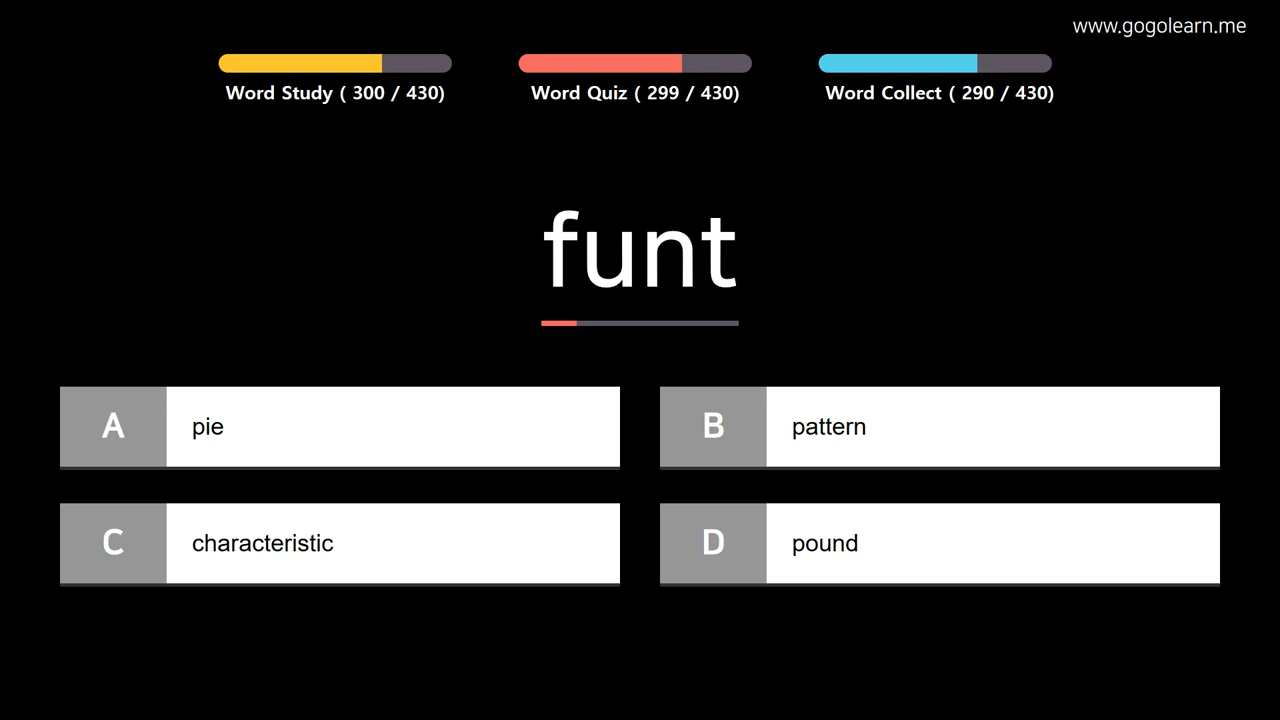 www.gogolearn.me
Word Study ( 300 / 430)
Word Quiz ( 299 / 430)
Word Collect ( 290 / 430)
funt
A
pie
B
pattern
C
characteristic
D
pound